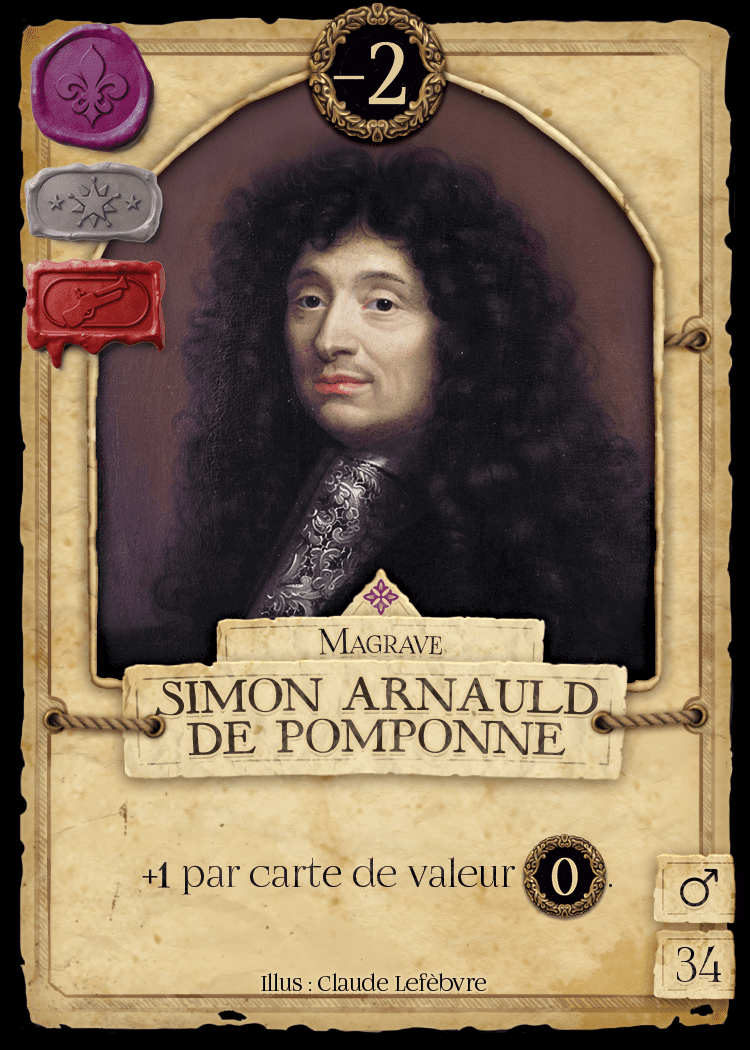 –2
Magrave
SIMON ARNAULD
DE POMPONNE
+1 par carte de valeur 0.
♂
34
Illus : Claude Lefèbvre